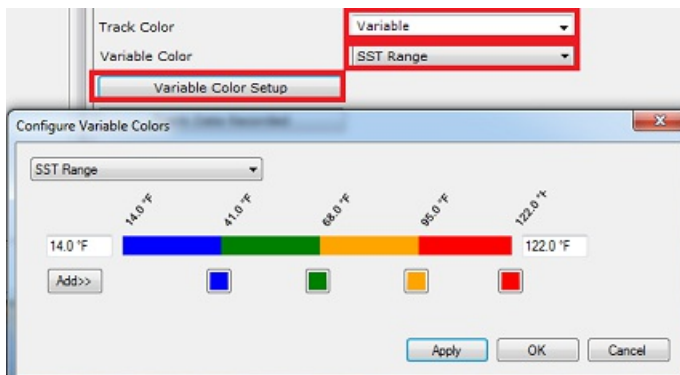 Track Color Variable
Variable Color SST Range
Variable Color Setup
Configure Variable Colors
SST Range
14.0 °F 41.0 °F 68.0 °F 95.0 °F 122.0 °F
14.0 °F 122.0 °F
Add>>
Apply OK Cancel